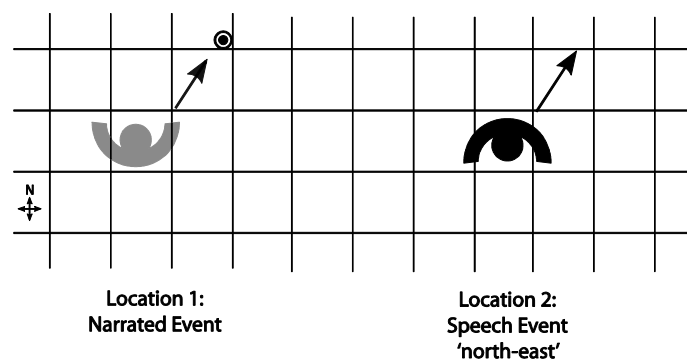 N
Location 1:
Narrated Event
Location 2:
Speech Event
‘north-east’